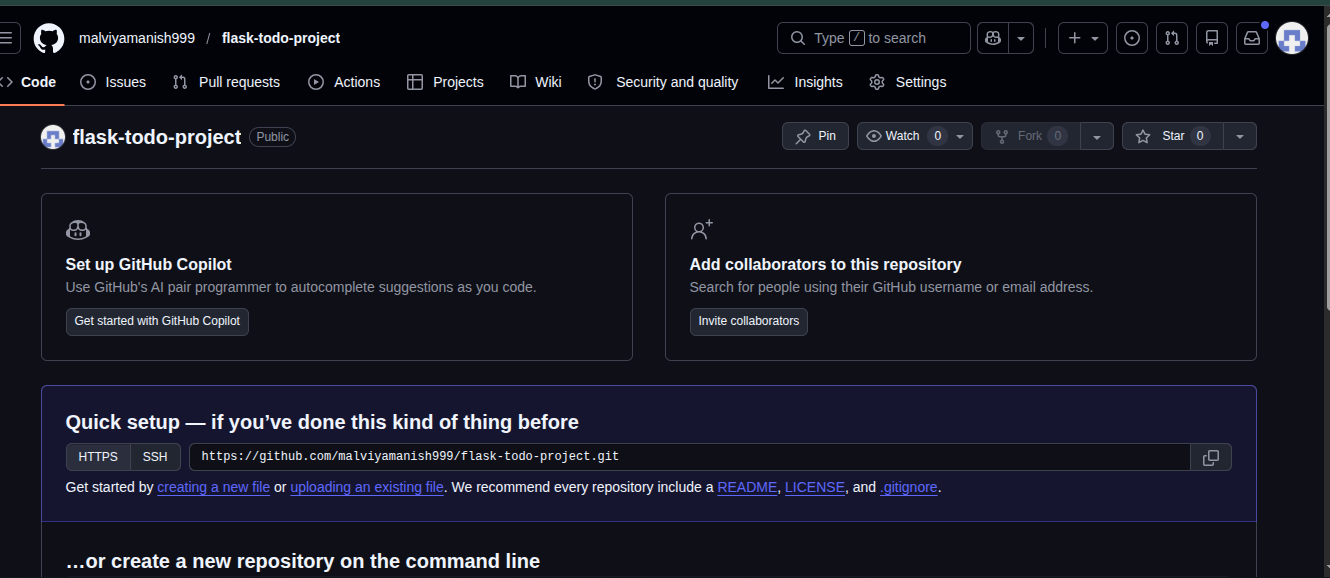 malviyamanish999 / flask-todo-project Type / to search
Code Issues Pull requests Actions Projects Wiki Security and quality Insights Settings
flask-todo-project Public Pin Watch 0 Fork 0 Star 0
Set up GitHub Copilot
Use GitHub's AI pair programmer to autocomplete suggestions as you code.
Get started with GitHub Copilot
Add collaborators to this repository
Search for people using their GitHub username or email address.
Invite collaborators
Quick setup — if you’ve done this kind of thing before
HTTPS SSH https://github.com/malviyamanish999/flask-todo-project.git
Get started by creating a new file or uploading an existing file. We recommend every repository include a README, LICENSE, and .gitignore.
…or create a new repository on the command line